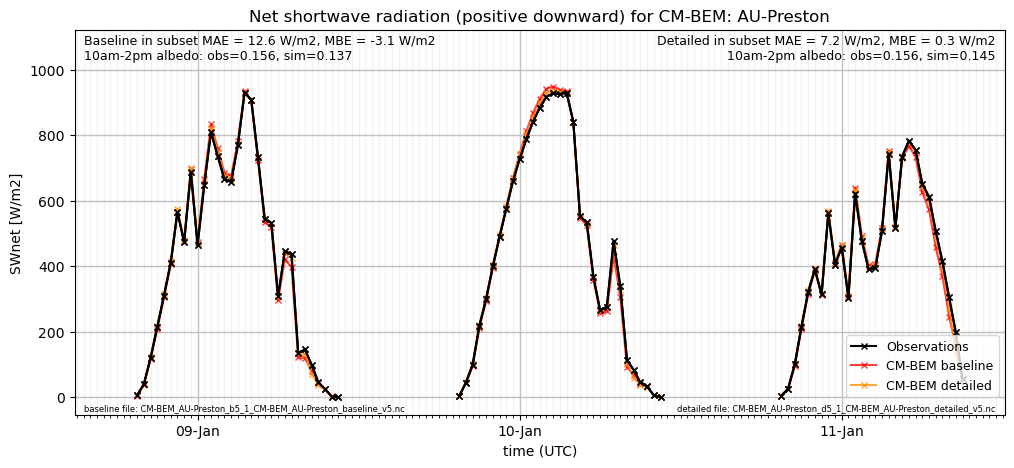 Net shortwave radiation (positive downward) for CM-BEM: AU-Preston
Baseline in subset MAE = 12.6 W/m2, MBE = -3.1 W/m2
10am-2pm albedo: obs=0.156, sim=0.137
Detailed in subset MAE = 7.2 W/m2, MBE = 0.3 W/m2
10am-2pm albedo: obs=0.156, sim=0.145
SWnet [W/m2]
1000
800
600
400
200
0
Observations
CM-BEM baseline
CM-BEM detailed
baseline file: CM-BEM_AU-Preston_b5_1_CM-BEM_AU-Preston_baseline_v5.nc
detailed file: CM-BEM_AU-Preston_d5_1_CM-BEM_AU-Preston_detailed_v5.nc
09-Jan
10-Jan
11-Jan
time (UTC)